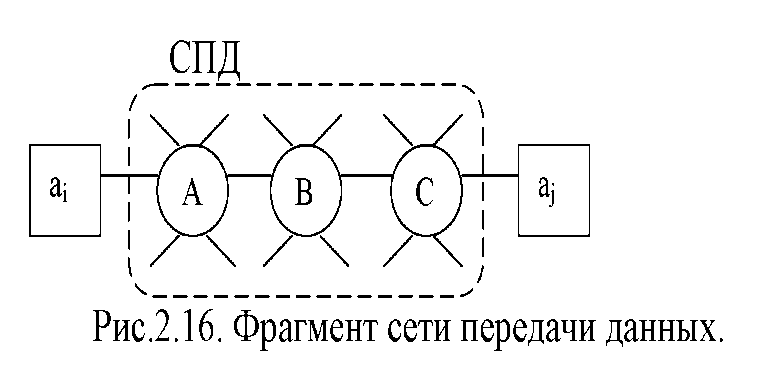 СПД
aᵢ A B C aⱼ
Рис.2.16. Фрагмент сети передачи данных.